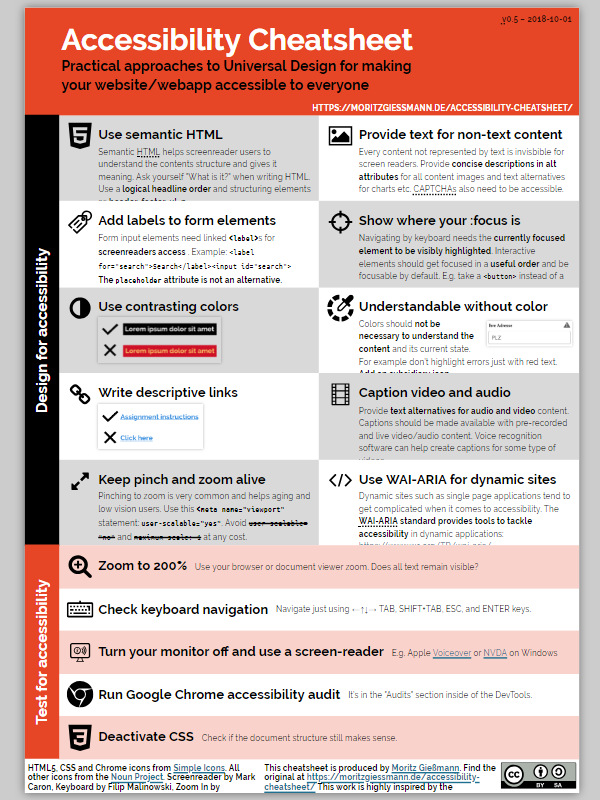 v0.5 – 2018-10-01
Accessibility Cheatsheet
Practical approaches to Universal Design for making
your website/webapp accessible to everyone
HTTPS://MORITZGIESSMANN.DE/ACCESSIBILITY-CHEATSHEET/
Design for accessibility
Use semantic HTML
Semantic HTML helps screenreader users to
understand the contents structure and gives it
meaning. Ask yourself "What is it?" when writing HTML.
Use a logical headline order and structuring elements
Provide text for non-text content
Every content not represented by text is invisbible for
screen readers. Provide concise descriptions in alt
attributes for all content images and text alternatives
for charts etc. CAPTCHAs also need to be accessible.
Add labels to form elements
Form input elements need linked <label>s for
screenreaders access . Example: <label
for="search">Search</label><input id="search">
The placeholder attribute is not an alternative.
Show where your :focus is
Navigating by keyboard needs the currently focused
element to be visibly highlighted. Interactive
elements should get focused in a useful order and be
focusable by default. E.g. take a <button> instead of a
Use contrasting colors
Lorem ipsum dolor sit amet
Lorem ipsum dolor sit amet
Understandable without color
Colors should not be
necessary to understand the
content and its current state.
For example don't highlight errors just with red text.
PLZ
Write descriptive links
Assignment instructions
Click here
Caption video and audio
Provide text alternatives for audio and video content.
Captions should be made available with pre-recorded
and live video/audio content. Voice recognition
software can help create captions for some type of
Keep pinch and zoom alive
Pinching to zoom is very common and helps aging and
low vision users. Use this <meta name="viewport"
statement: user-scalable="yes". Avoid user-scalable=
"no" and maximum-scale: 1 at any cost.
Use WAI-ARIA for dynamic sites
Dynamic sites such as single page applications tend to
get complicated when it comes to accessibility. The
WAI-ARIA standard provides tools to tackle
accessibility in dynamic applications:
Test for accessibility
Zoom to 200% Use your browser or document viewer zoom. Does all text remain visible?
Check keyboard navigation Navigate just using ←↑↓→ TAB, SHIFT+TAB, ESC, and ENTER keys.
Turn your monitor off and use a screen-reader E.g. Apple Voiceover or NVDA on Windows
Run Google Chrome accessibility audit It's in the "Audits" section inside of the DevTools.
Deactivate CSS Check if the document structure still makes sense.
HTML5, CSS and Chrome icons from Simple Icons. All
other icons from the Noun Project. Screenreader by Mark
Caron, Keyboard by Filip Malinowski, Zoom In by
This cheatsheet is produced by Moritz Gießmann. Find the
original at https://moritzgiessmann.de/accessibility-
cheatsheet/ This work is highly inspired by the
CC BY SA